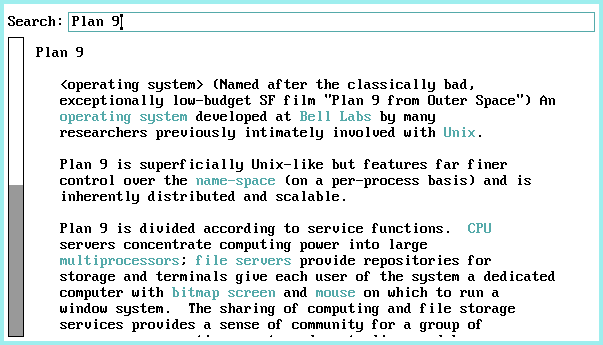 Search: Plan 9
Plan 9
<operating system> (Named after the classically bad,
exceptionally low-budget SF film "Plan 9 from Outer Space") An
operating system developed at Bell Labs by many
researchers previously intimately involved with Unix.
Plan 9 is superficially Unix-like but features far finer
control over the name-space (on a per-process basis) and is
inherently distributed and scalable.
Plan 9 is divided according to service functions.  CPU
servers concentrate computing power into large
multiprocessors; file servers provide repositories for
storage and terminals give each user of the system a dedicated
computer with bitmap screen and mouse on which to run a
window system.  The sharing of computing and file storage
services provides a sense of community for a group of